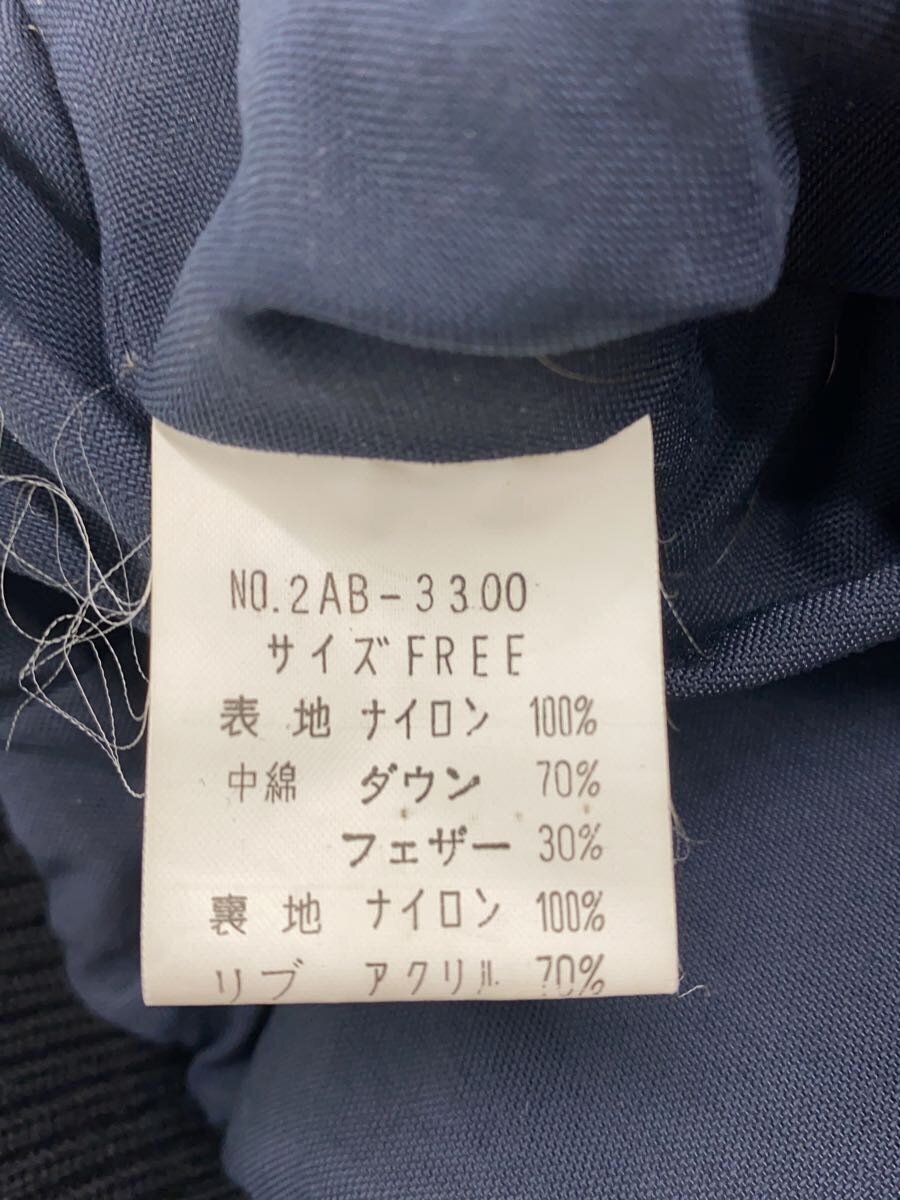 NO.2AB-3300
サイズFREE
表地 ナイロン 100%
中綿 ダウン 70%
フェザー 30%
裏地 ナイロン 100%
リブ アクリル 70%